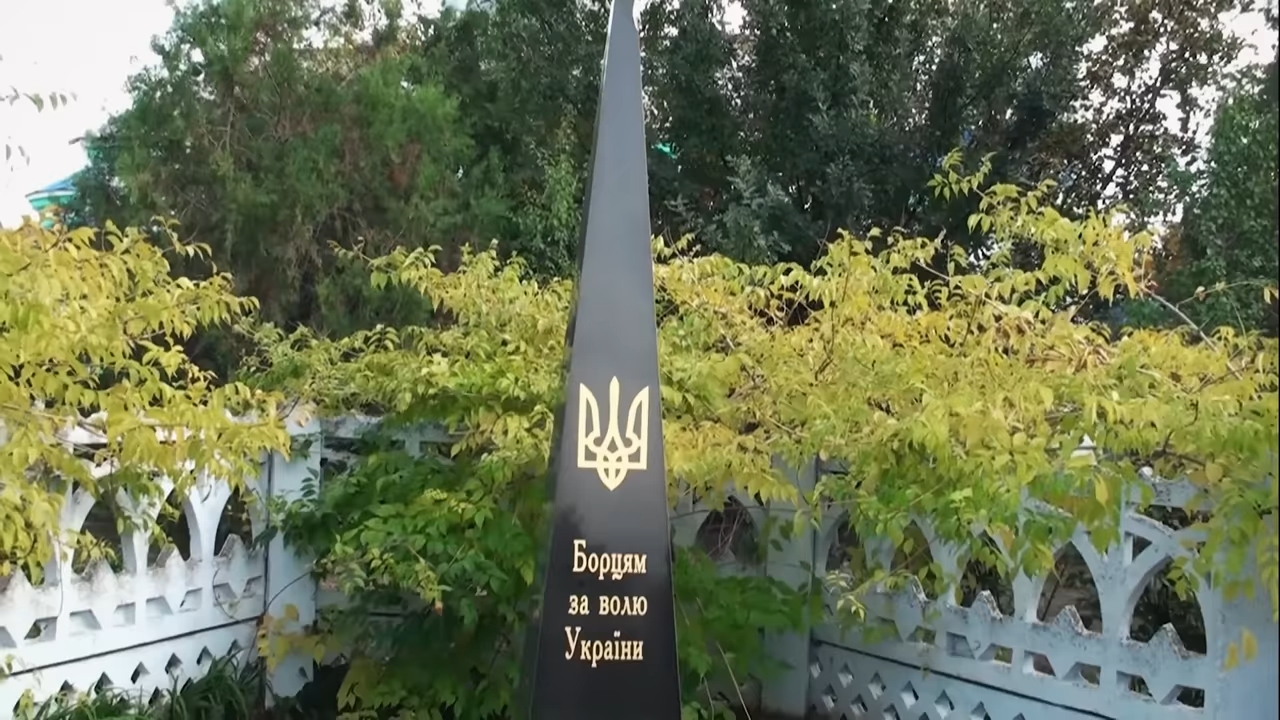 Борцям
за волю
України